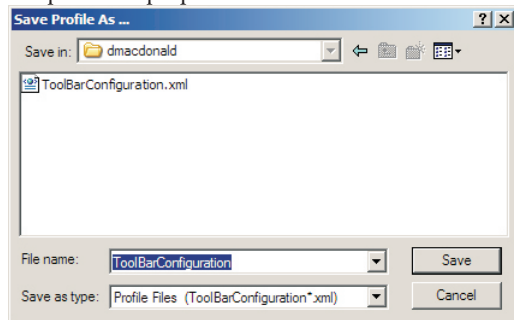 Save Profile As ...
Save in: dmacdonald
ToolBarConfiguration.xml
File name: ToolBarConfiguration Save
Save as type: Profile Files (ToolBarConfiguration*.xml) Cancel